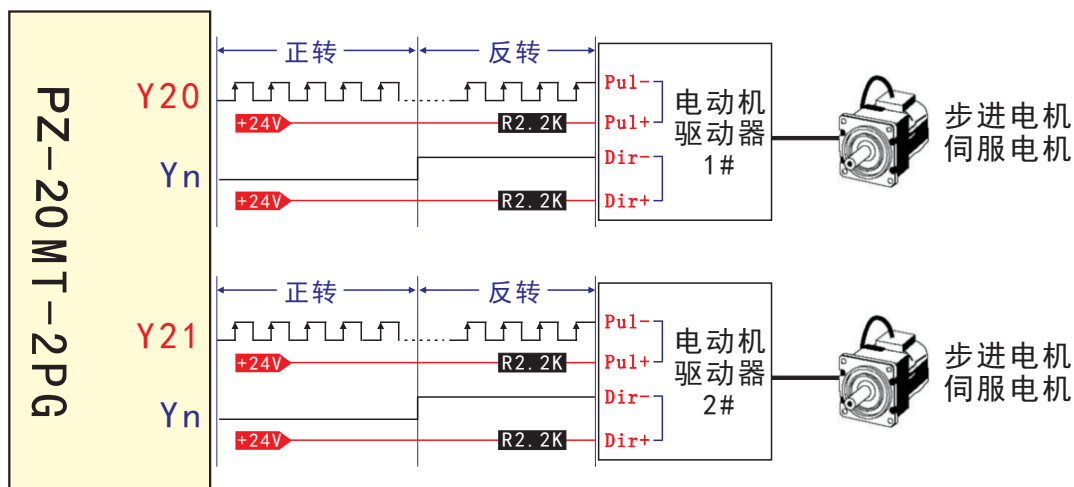 PZ-20MT-2PG
正转
反转
Y20
Pul-
+24V
R2.2K
Pul+
Yn
Dir-
+24V
R2.2K
Dir+
电动机
驱动器
1#
步进电机
伺服电机
正转
反转
Y21
Pul-
+24V
R2.2K
Pul+
Yn
Dir-
+24V
R2.2K
Dir+
电动机
驱动器
2#
步进电机
伺服电机